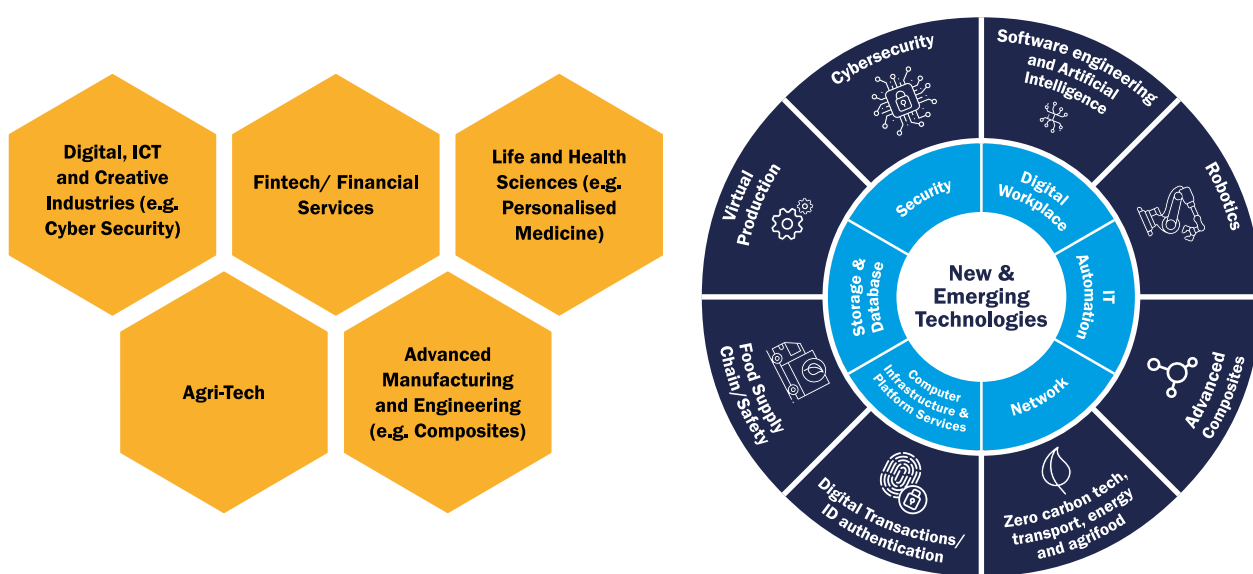 Digital, ICT
and Creative
Industries (e.g.
Cyber Security)
Fintech/ Financial
Services
Life and Health
Sciences (e.g.
Personalised
Medicine)
Agri-Tech
Advanced
Manufacturing
and Engineering
(e.g. Composites)
Cybersecurity
Software engineering
and Artificial
Intelligence
Robotics
Advanced
Composites
Zero carbon tech,
transport, energy
and agrifood
Digital Transactions/
ID authentication
Food Supply
Chain/Safety
Virtual
Production
Security
Digital
Workplace
IT
Automation
Network
Computer
Infrastructure &
Platform Services
Storage &
Database
New &
Emerging
Technologies